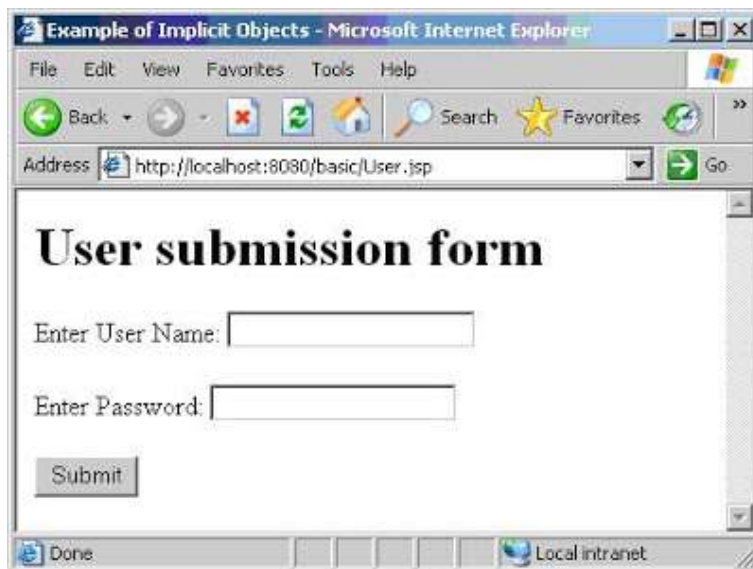 Example of Implicit Objects - Microsoft Internet Explorer
File Edit View Favorites Tools Help
Back Search Favorites »
Address http://localhost:8080/basic/User.jsp Go
User submission form
Enter User Name:
Enter Password:
Submit
Done Local intranet